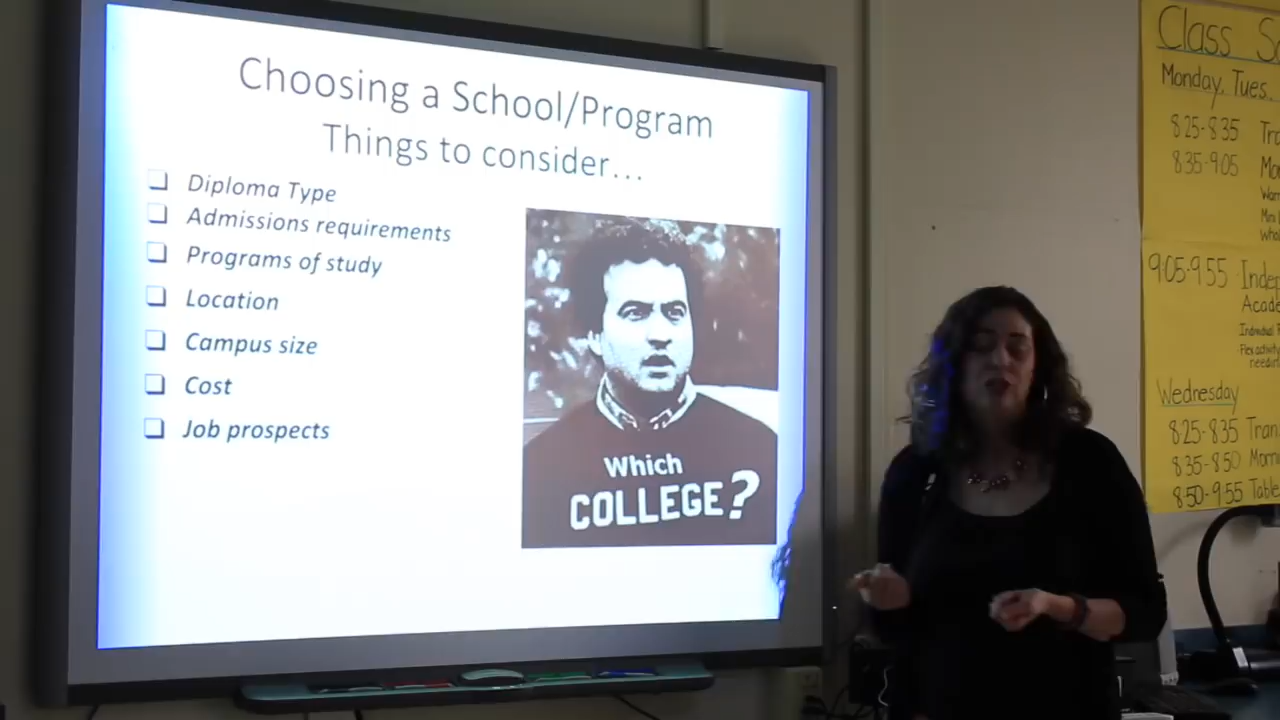 Choosing a School/Program
Things to consider...
Diploma Type
Admissions requirements
Programs of study
Location
Campus size
Cost
Job prospects
Which
COLLEGE?
Class
Monday, Tues.
8:25-8:35
8:35-9:05
9:05-9:55
Wednesday
8:25-8:35
8:35-8:50
8:50-9:55 Table